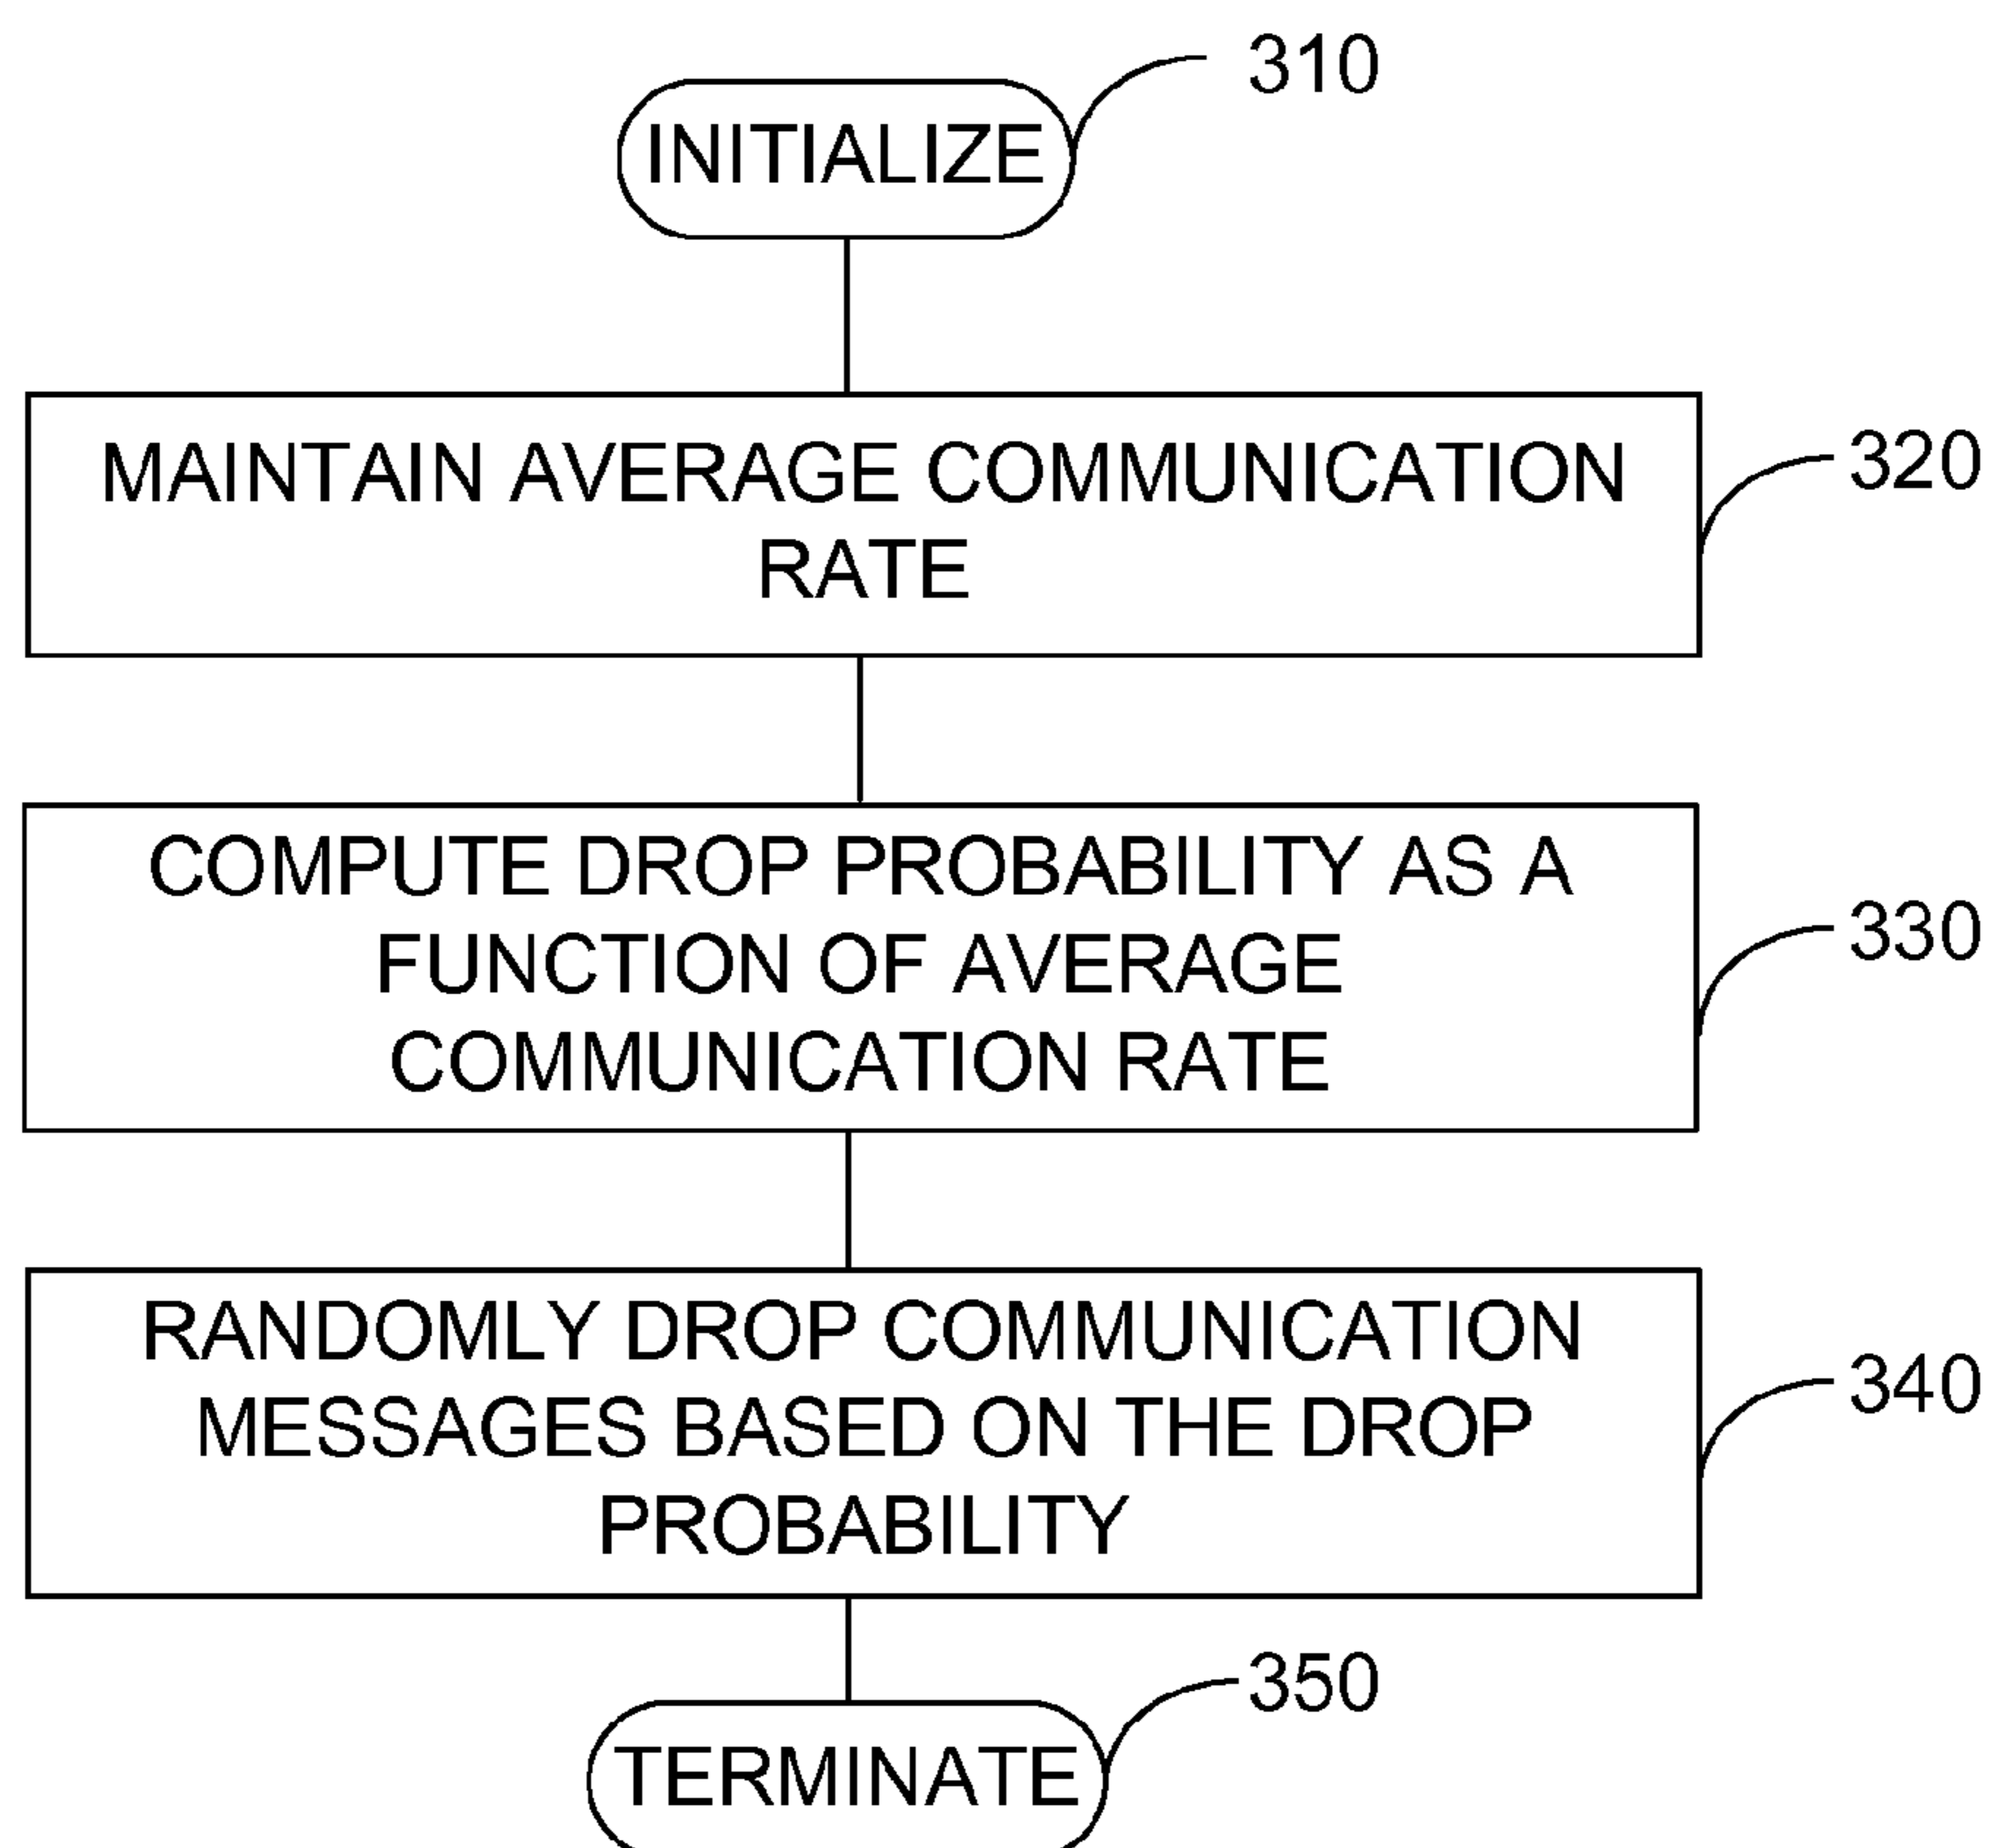 310
INITIALIZE
MAINTAIN AVERAGE COMMUNICATION
RATE
320
COMPUTE DROP PROBABILITY AS A
FUNCTION OF AVERAGE
COMMUNICATION RATE
330
RANDOMLY DROP COMMUNICATION
MESSAGES BASED ON THE DROP
PROBABILITY
340
350
TERMINATE